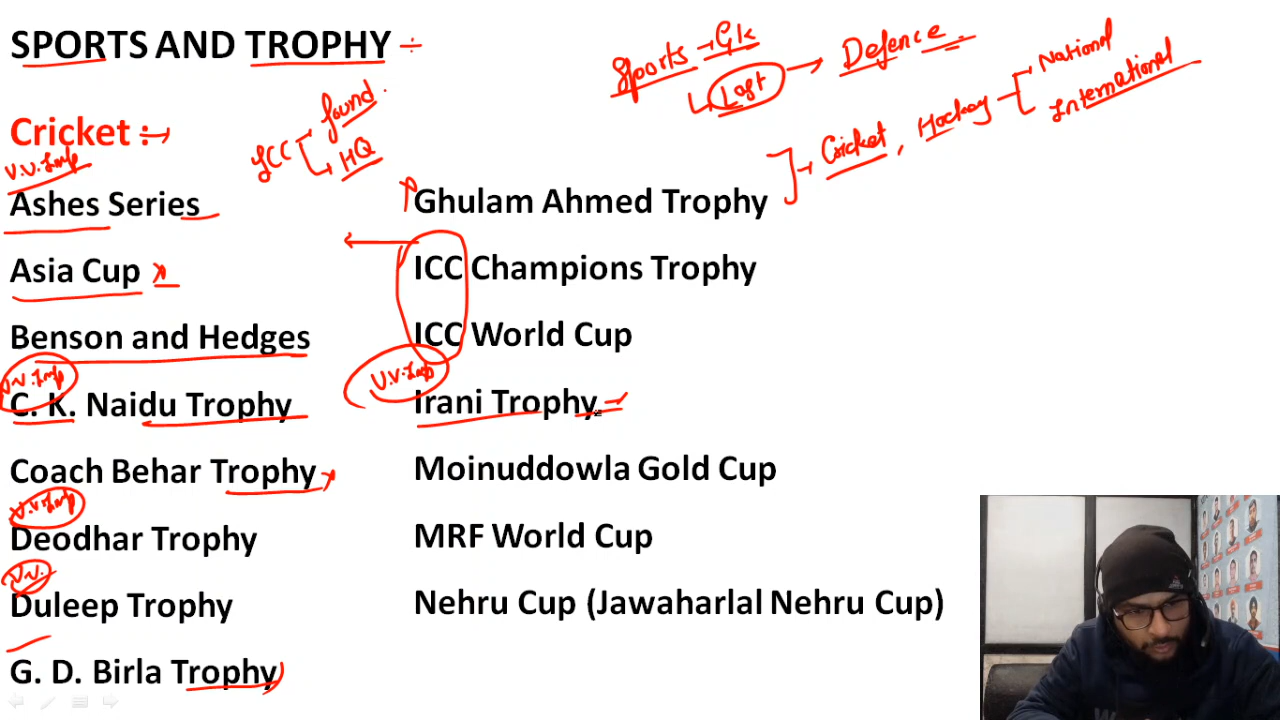 SPORTS AND TROPHY ÷
Sports → GK
Last → Defence
Cricket :→
ICC
found.
HQ
Cricket, Hockey
National
International
V.V.Imp
Ashes Series
Asia Cup ×
Benson and Hedges
V.V.Imp
C. K. Naidu Trophy
Coach Behar Trophy ×
V.V.Imp
Deodhar Trophy
V.V.
Duleep Trophy
G. D. Birla Trophy
Ghulam Ahmed Trophy
ICC Champions Trophy
ICC World Cup
V.V.Imp
Irani Trophy
Moinuddowla Gold Cup
MRF World Cup
Nehru Cup (Jawaharlal Nehru Cup)